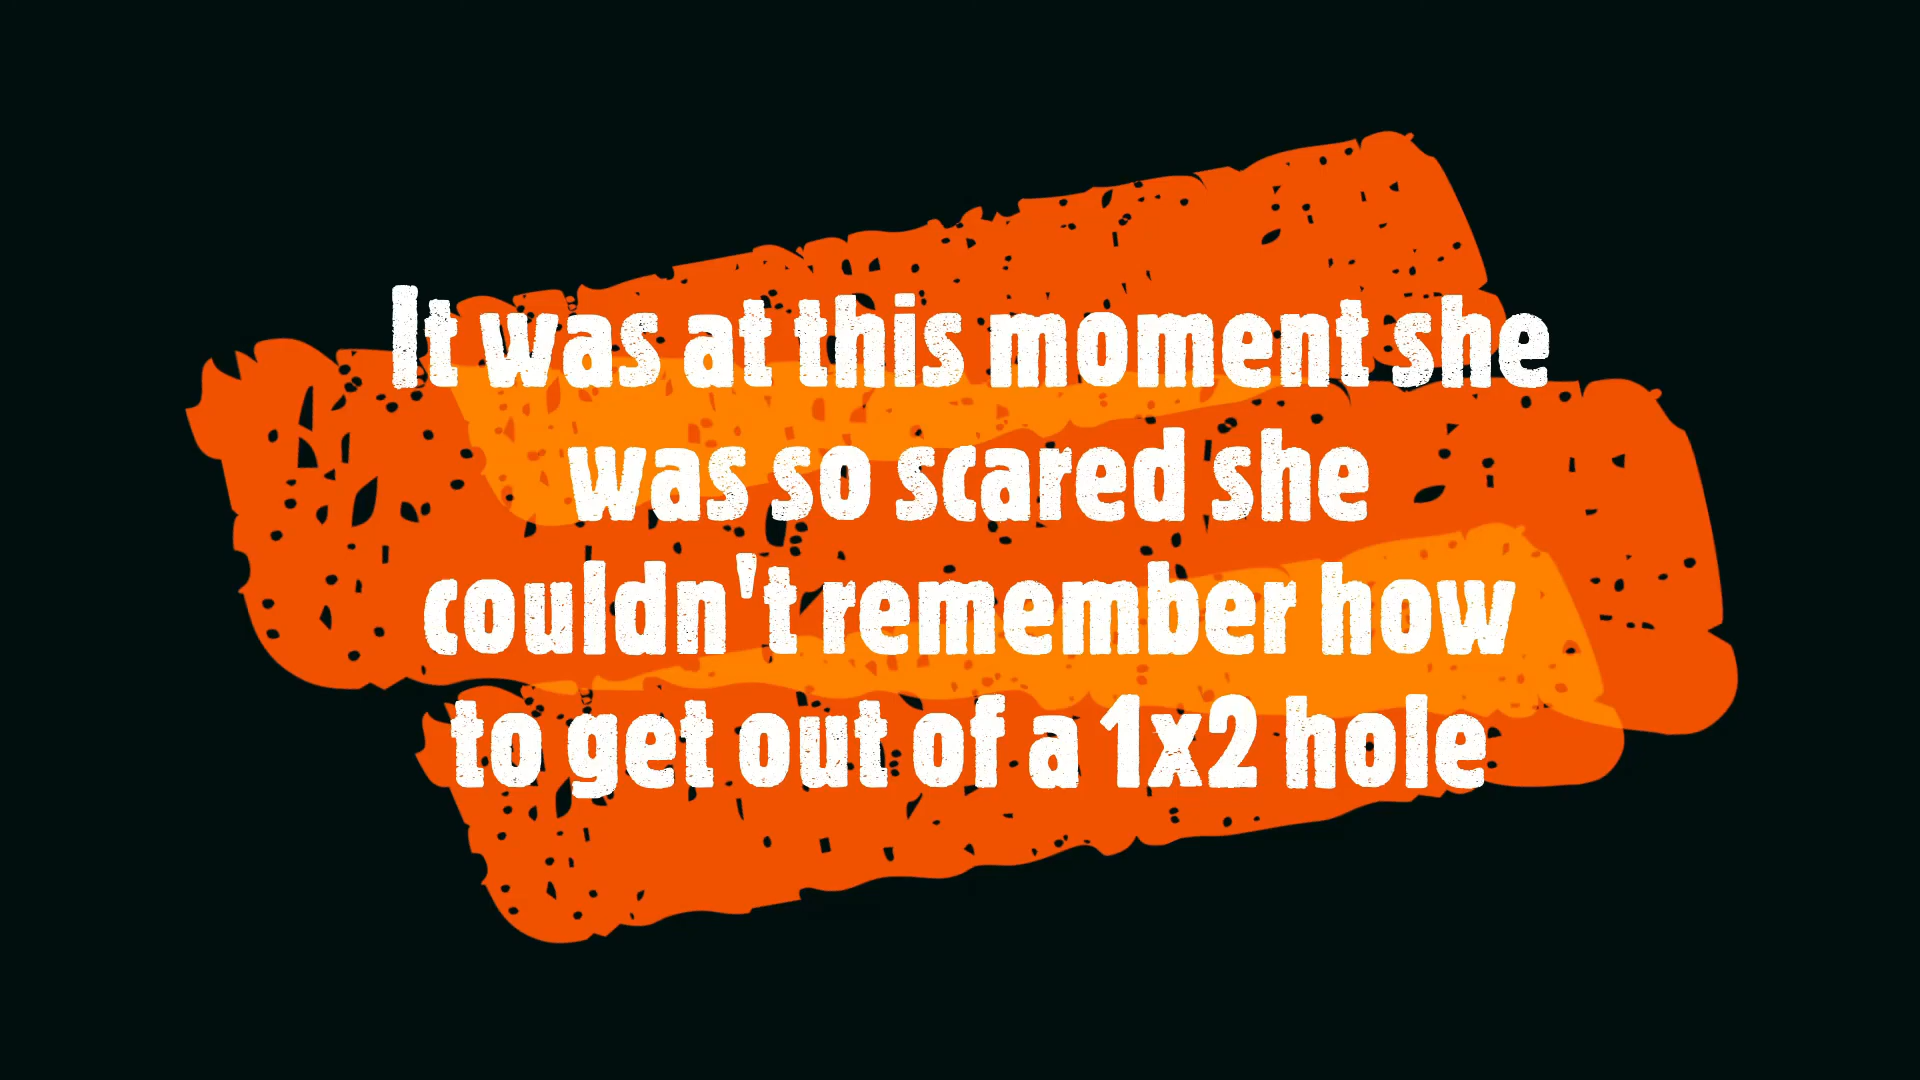 It was at this moment she
was so scared she
couldn't remember how
to get out of a 1x2 hole